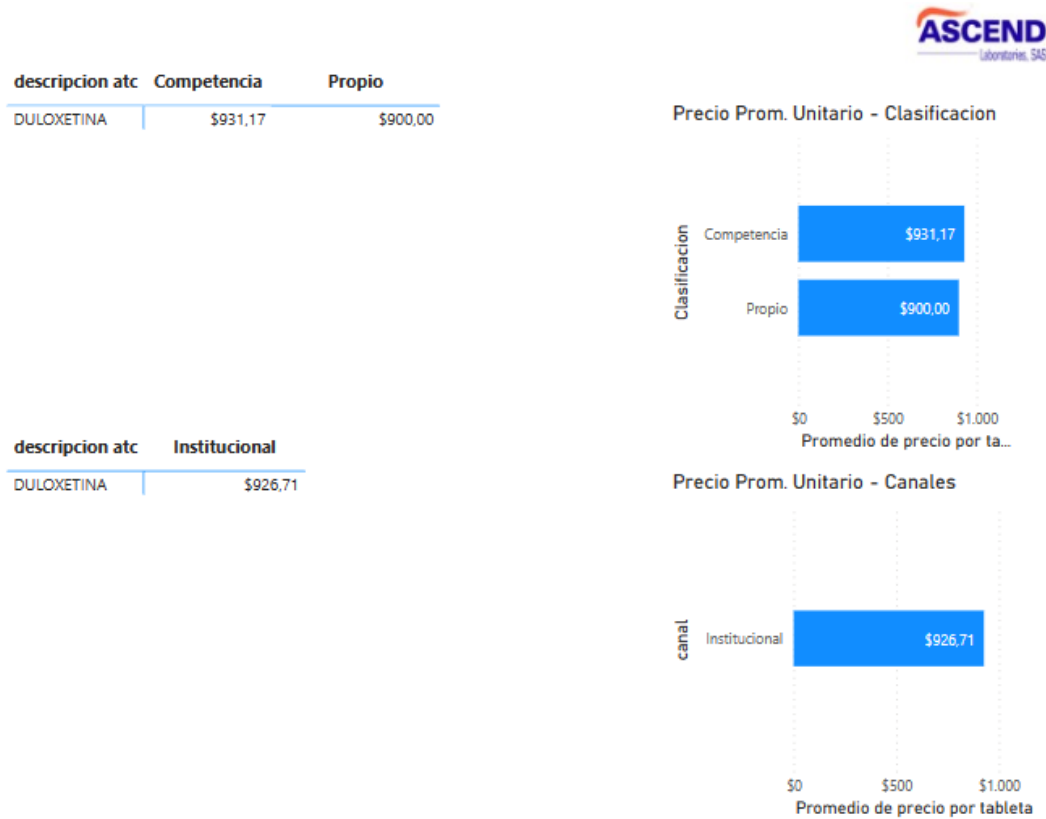 ASCEND
Laboratories, SAS
descripcion atc Competencia Propio
DULOXETINA $931,17 $900,00
Precio Prom. Unitario - Clasificacion
Clasificacion
Competencia $931,17
Propio $900,00
$0 $500 $1.000
Promedio de precio por ta...
descripcion atc Institucional
DULOXETINA $926,71
Precio Prom. Unitario - Canales
canal
Institucional $926,71
$0 $500 $1.000
Promedio de precio por tableta